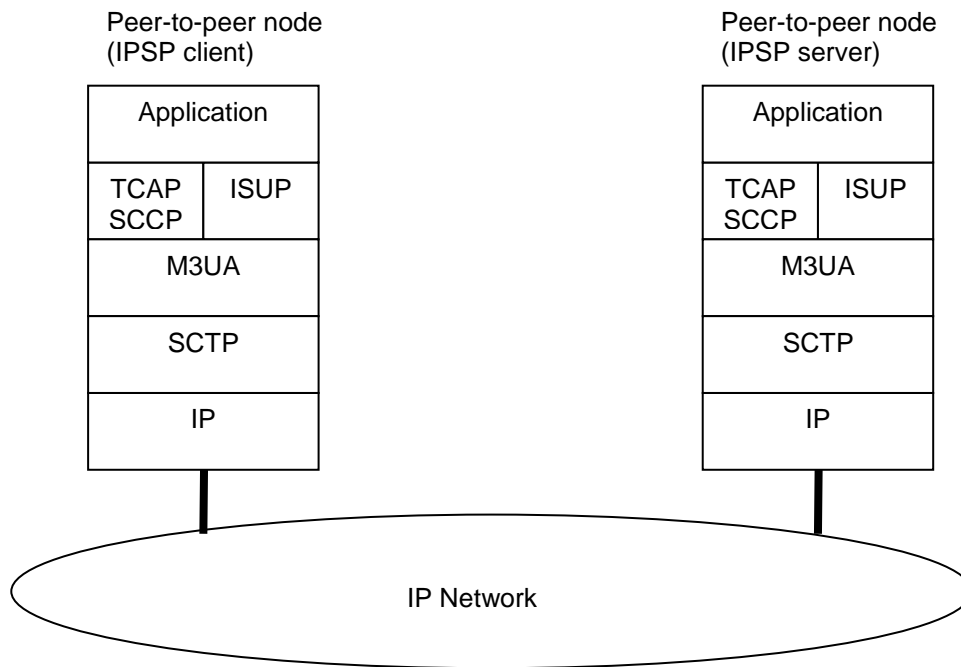 Peer-to-peer node
(IPSP client)
Application
TCAP
SCCP
ISUP
M3UA
SCTP
IP
Peer-to-peer node
(IPSP server)
Application
TCAP
SCCP
ISUP
M3UA
SCTP
IP
IP Network